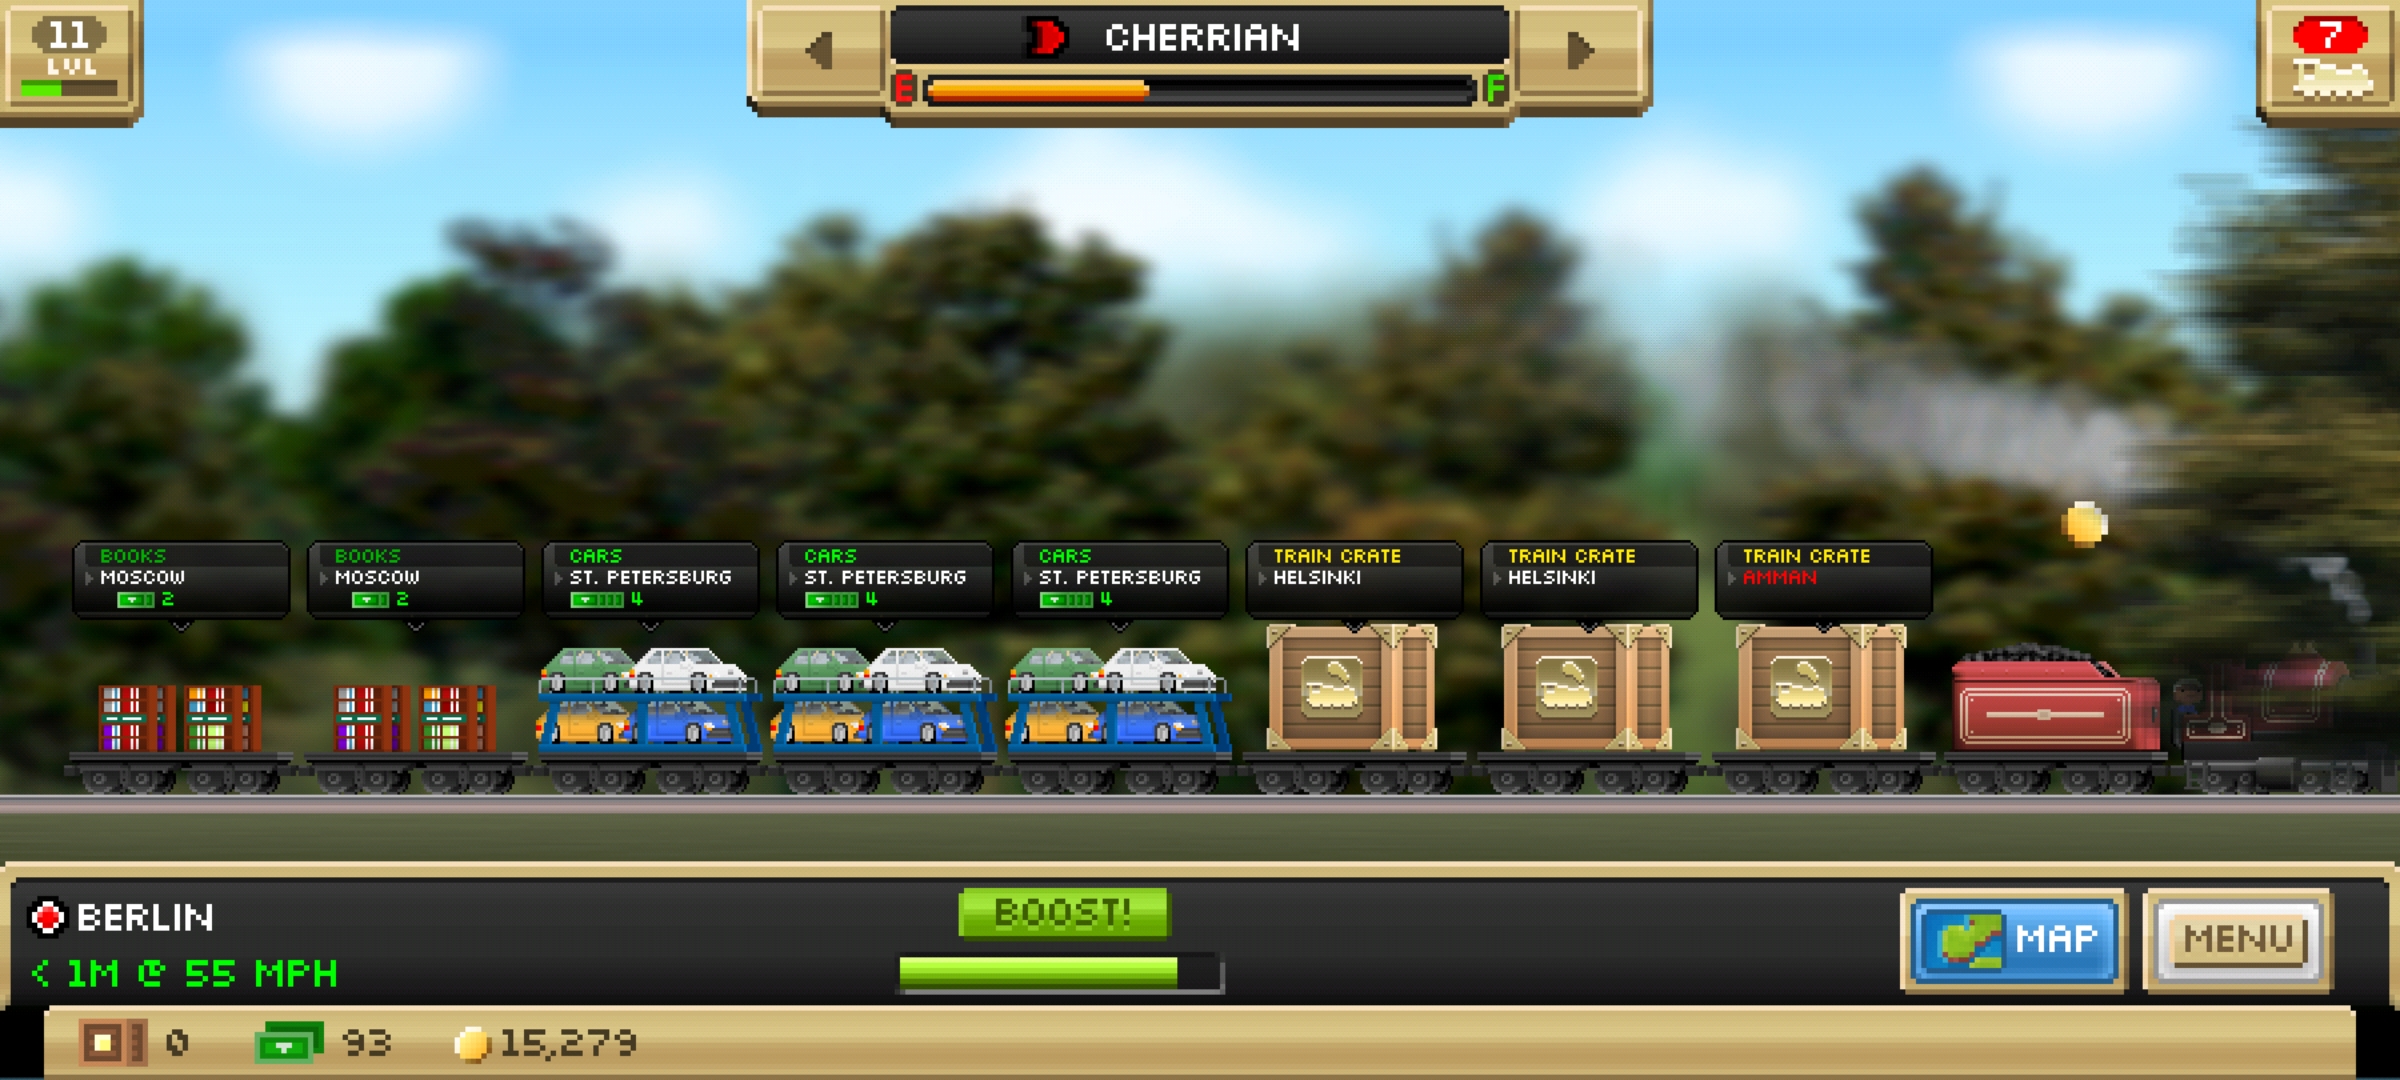 11
LVL
CHERRIAN
E F
7
BOOKS
MOSCOW
2
BOOKS
MOSCOW
2
CARS
ST. PETERSBURG
4
CARS
ST. PETERSBURG
4
CARS
ST. PETERSBURG
4
TRAIN CRATE
HELSINKI
TRAIN CRATE
HELSINKI
TRAIN CRATE
AMMAN
BERLIN
< 1M @ 55 MPH
BOOST!
MAP
MENU
0 93 15,279